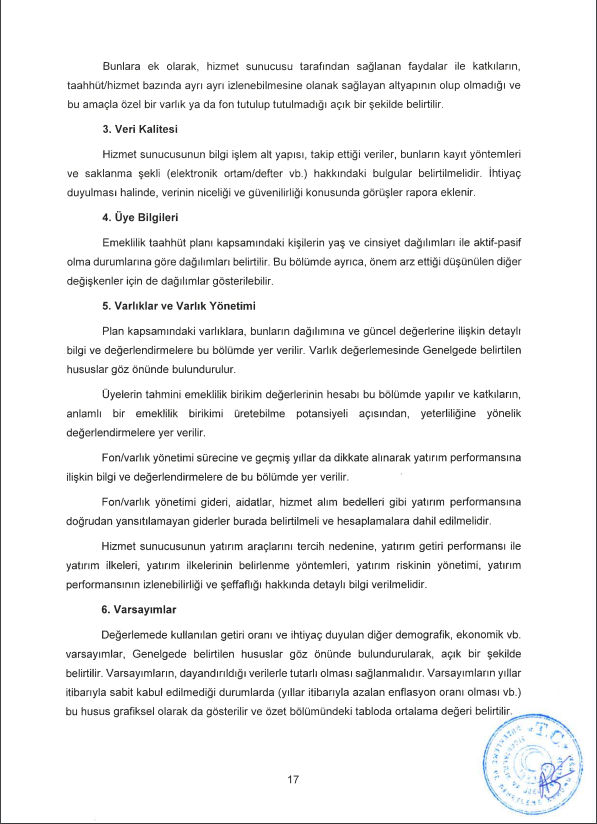 Bunlara ek olarak, hizmet sunucusu tarafından sağlanan faydalar ile katkıların,
taahhüt/hizmet bazında ayrı ayrı izlenebilmesine olanak sağlayan altyapının olup olmadığı ve
bu amaçla özel bir varlık ya da fon tutulup tutulmadığı açık bir şekilde belirtilir.
3. Veri Kalitesi
Hizmet sunucusunun bilgi işlem alt yapısı, takip ettiği veriler, bunların kayıt yöntemleri
ve saklanma şekli (elektronik ortam/defter vb.) hakkındaki bulgular belirtilmelidir. İhtiyaç
duyulması halinde, verinin niceliği ve güvenilirliği konusunda görüşler rapora eklenir.
4. Üye Bilgileri
Emeklilik taahhüt planı kapsamındaki kişilerin yaş ve cinsiyet dağılımları ile aktif-pasif
olma durumlarına göre dağılımları belirtilir. Bu bölümde ayrıca, önem arz ettiği düşünülen diğer
değişkenler için de dağılımlar gösterilebilir.
5. Varlıklar ve Varlık Yönetimi
Plan kapsamındaki varlıklara, bunların dağılımına ve güncel değerlerine ilişkin detaylı
bilgi ve değerlendirmelere bu bölümde yer verilir. Varlık değerlemesinde Genelgede belirtilen
hususlar göz önünde bulundurulur.
Üyelerin tahmini emeklilik birikim değerlerinin hesabı bu bölümde yapılır ve katkıların,
anlamlı bir emeklilik birikimi üretebilme potansiyeli açısından, yeterliliğine yönelik
değerlendirmelere yer verilir.
Fon/varlık yönetimi sürecine ve geçmiş yıllar da dikkate alınarak yatırım performansına
ilişkin bilgi ve değerlendirmelere de bu bölümde yer verilir.
Fon/varlık yönetimi gideri, aidatlar, hizmet alım bedelleri gibi yatırım performansına
doğrudan yansıtılamayan giderler burada belirtilmeli ve hesaplamalara dahil edilmelidir.
Hizmet sunucusunun yatırım araçlarını tercih nedenine, yatırım getiri performansı ile
yatırım ilkeleri, yatırım ilkelerinin belirlenme yöntemleri, yatırım riskinin yönetimi, yatırım
performansının izlenebilirliği ve şeffaflığı hakkında detaylı bilgi verilmelidir.
6. Varsayımlar
Değerlemede kullanılan getiri oranı ve ihtiyaç duyulan diğer demografik, ekonomik vb.
varsayımlar, Genelgede belirtilen hususlar göz önünde bulundurularak, açık bir şekilde
belirtilir. Varsayımların, dayandırıldığı verilerle tutarlı olması sağlanmalıdır. Varsayımların yıllar
itibarıyla sabit kabul edilmediği durumlarda (yıllar itibarıyla azalan enflasyon oranı olması vb.)
bu husus grafiksel olarak da gösterilir ve özet bölümündeki tabloda ortalama değeri belirtilir.
T.C.
17